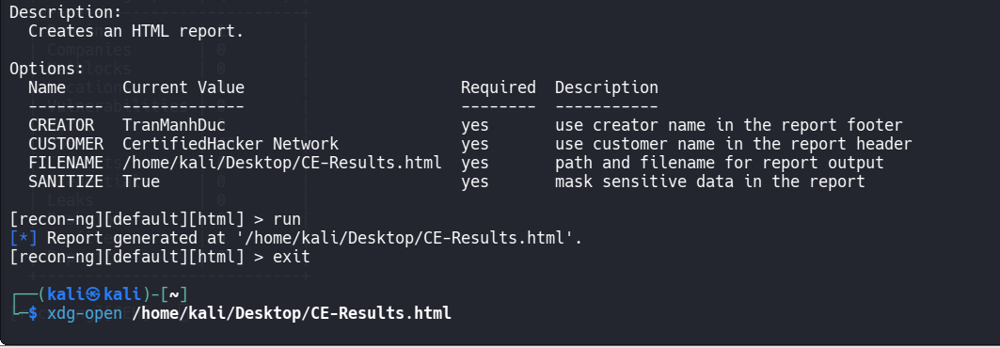 Description:
  Creates an HTML report.

Options:
  Name      Current Value                       Required  Description
  --------  -------------                       --------  -----------
  CREATOR   TranManhDuc                         yes       use creator name in the report footer
  CUSTOMER  CertifiedHacker Network             yes       use customer name in the report header
  FILENAME  /home/kali/Desktop/CE-Results.html  yes       path and filename for report output
  SANITIZE  True                                yes       mask sensitive data in the report

[recon-ng][default][html] > run
[*] Report generated at '/home/kali/Desktop/CE-Results.html'.
[recon-ng][default][html] > exit

┌──(kali㉿kali)-[~]
└─$ xdg-open /home/kali/Desktop/CE-Results.html